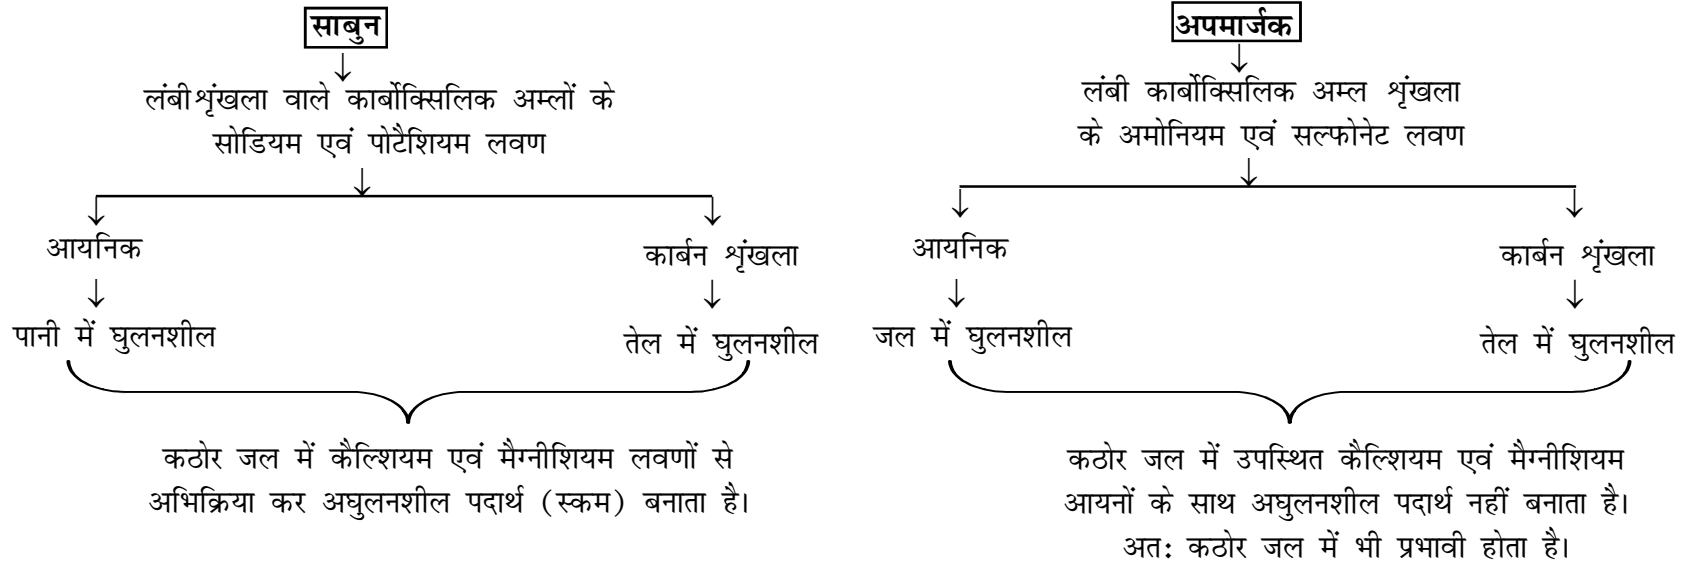 साबुन
लंबी शृंखला वाले कार्बोक्सिलिक अम्लों के
सोडियम एवं पोटैशियम लवण
आयनिक
कार्बन शृंखला
पानी में घुलनशील
तेल में घुलनशील
कठोर जल में कैल्शियम एवं मैग्नीशियम लवणों से
अभिक्रिया कर अघुलनशील पदार्थ (स्कम) बनाता है।
अपमार्जक
लंबी कार्बोक्सिलिक अम्ल शृंखला
के अमोनियम एवं सल्फोनेट लवण
आयनिक
कार्बन शृंखला
जल में घुलनशील
तेल में घुलनशील
कठोर जल में उपस्थित कैल्शियम एवं मैग्नीशियम
आयनों के साथ अघुलनशील पदार्थ नहीं बनाता है।
अतः कठोर जल में भी प्रभावी होता है।